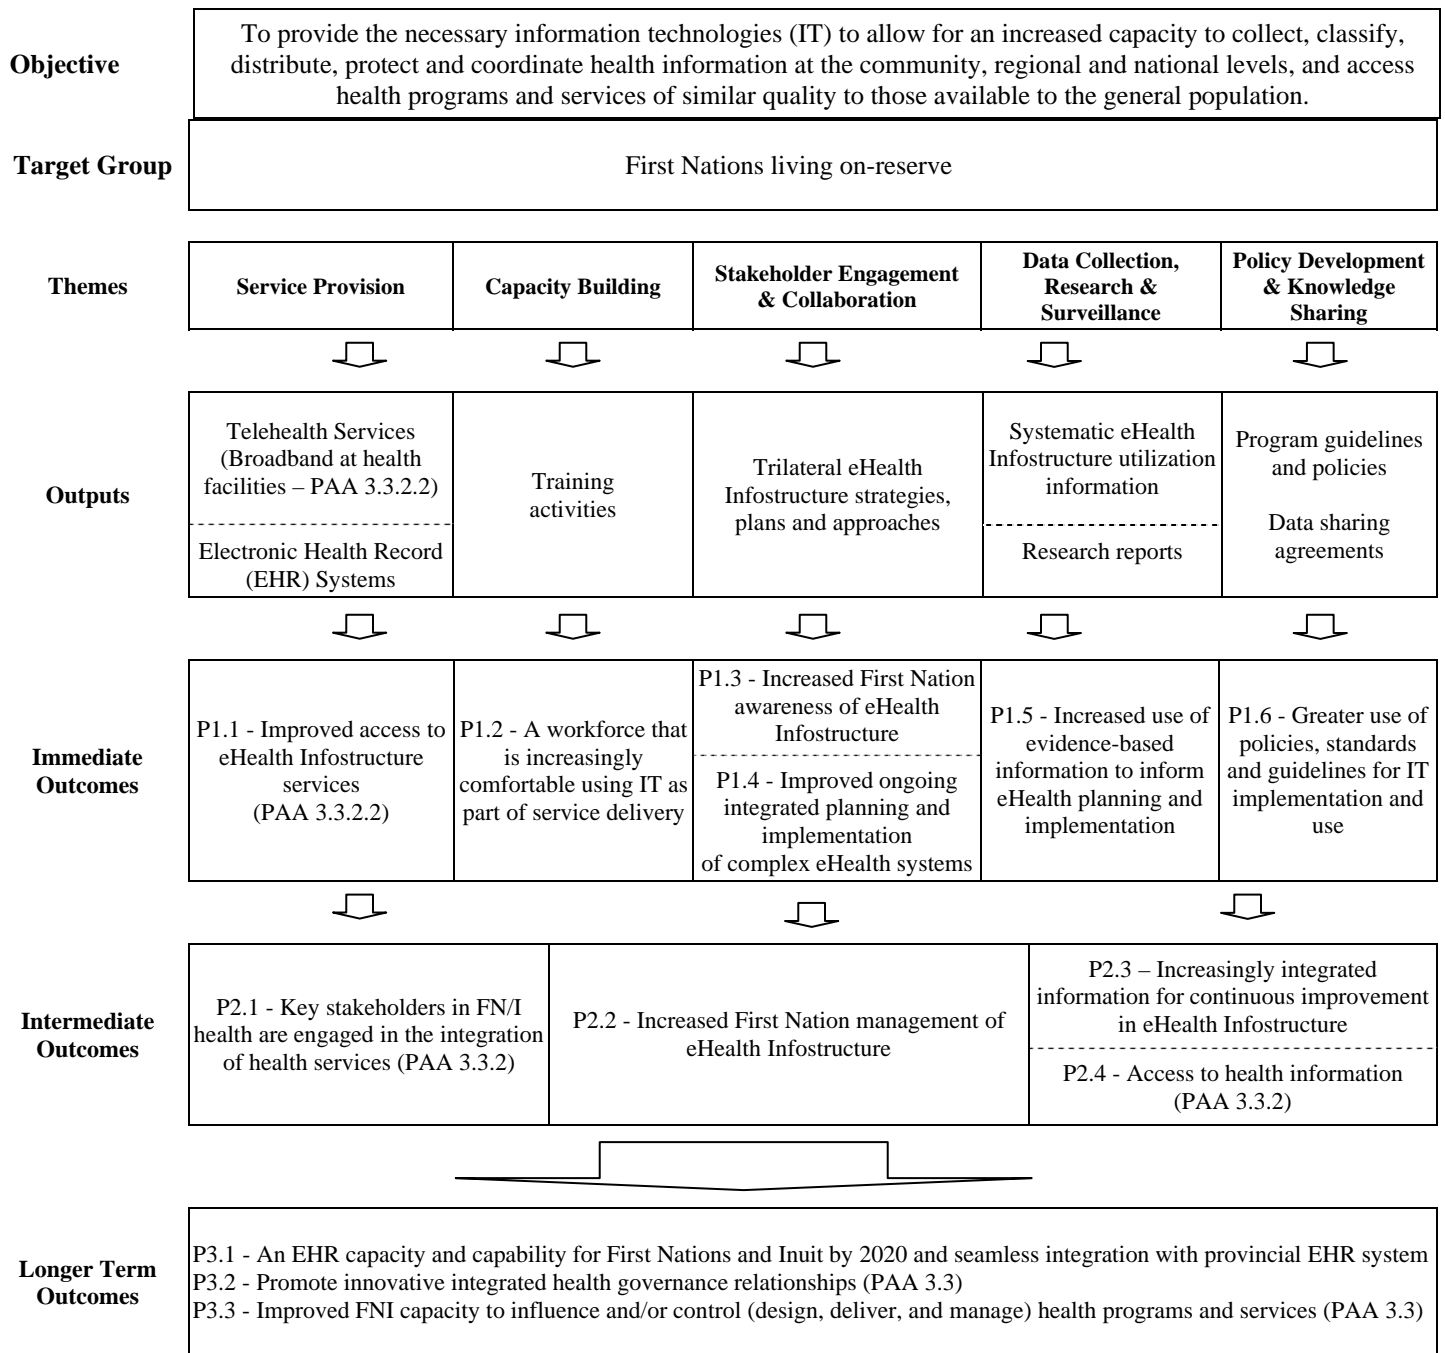 Objective
To provide the necessary information technologies (IT) to allow for an increased capacity to collect, classify,
distribute, protect and coordinate health information at the community, regional and national levels, and access
health programs and services of similar quality to those available to the general population.
Target Group
First Nations living on-reserve
Themes
Service Provision
Capacity Building
Stakeholder Engagement
& Collaboration
Data Collection,
Research &
Surveillance
Policy Development
& Knowledge
Sharing
Outputs
Telehealth Services
(Broadband at health
facilities – PAA 3.3.2.2)
Electronic Health Record
(EHR) Systems
Training
activities
Trilateral eHealth
Infostructure strategies,
plans and approaches
Systematic eHealth
Infostructure utilization
information
Research reports
Program guidelines
and policies
Data sharing
agreements
Immediate
Outcomes
P1.1 - Improved access to
eHealth Infostructure
services
(PAA 3.3.2.2)
P1.2 - A workforce that
is increasingly
comfortable using IT as
part of service delivery
P1.3 - Increased First Nation
awareness of eHealth
Infostructure
P1.4 - Improved ongoing
integrated planning and
implementation
of complex eHealth systems
P1.5 - Increased use of
evidence-based
information to inform
eHealth planning and
implementation
P1.6 - Greater use of
policies, standards
and guidelines for IT
implementation and
use
Intermediate
Outcomes
P2.1 - Key stakeholders in FN/I
health are engaged in the integration
of health services (PAA 3.3.2)
P2.2 - Increased First Nation management of
eHealth Infostructure
P2.3 – Increasingly integrated
information for continuous improvement
in eHealth Infostructure
P2.4 - Access to health information
(PAA 3.3.2)
Longer Term
Outcomes
P3.1 - An EHR capacity and capability for First Nations and Inuit by 2020 and seamless integration with provincial EHR system
P3.2 - Promote innovative integrated health governance relationships (PAA 3.3)
P3.3 - Improved FNI capacity to influence and/or control (design, deliver, and manage) health programs and services (PAA 3.3)